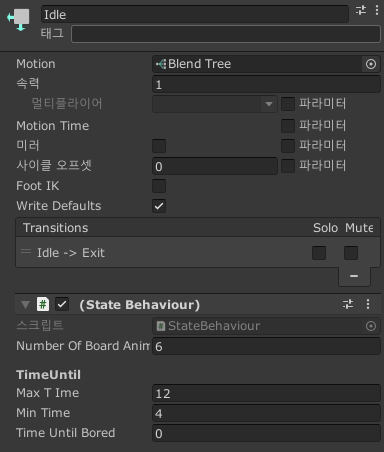 Idle
태그
Motion Blend Tree
속력 1
멀티플라이어 파라미터
Motion Time 파라미터
미러 파라미터
사이클 오프셋 0 파라미터
Foot IK
Write Defaults
Transitions Solo Mute
= Idle -> Exit
# (State Behaviour)
스크립트 StateBehaviour
Number Of Board Anim 6
TimeUntil
Max T Ime 12
Min Time 4
Time Until Bored 0